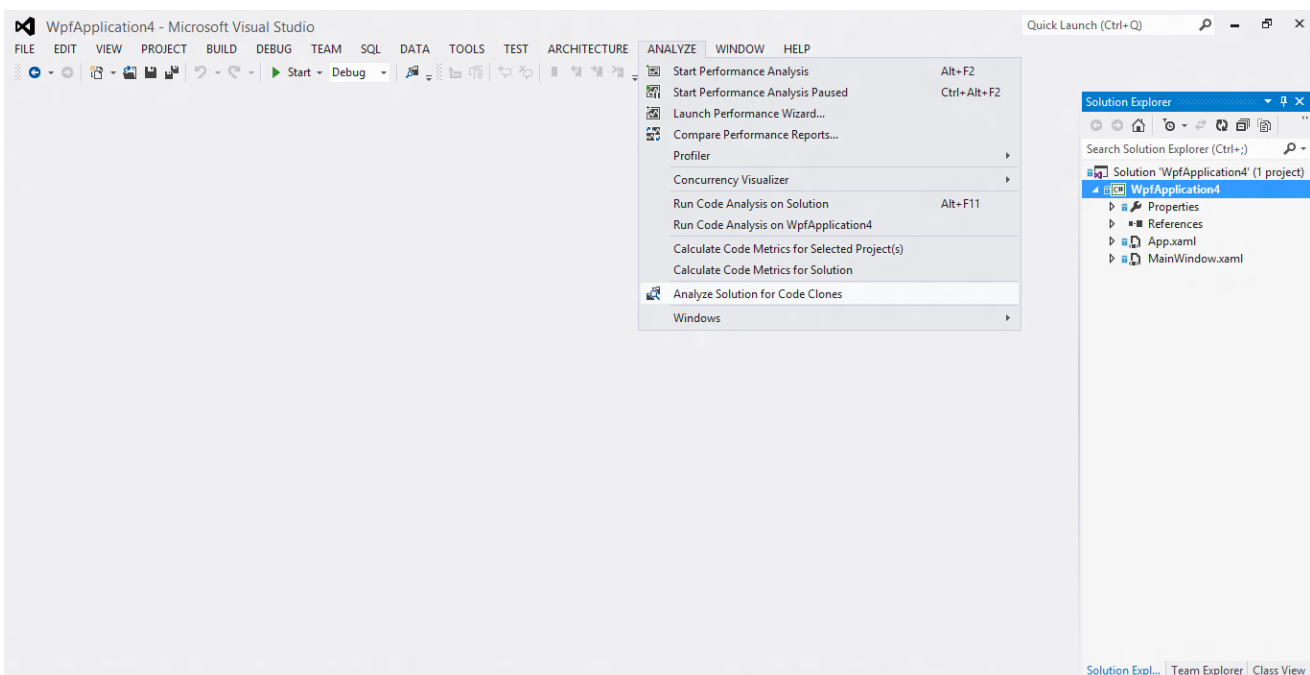 WpfApplication4 - Microsoft Visual Studio
Quick Launch (Ctrl+Q)
FILE EDIT VIEW PROJECT BUILD DEBUG TEAM SQL DATA TOOLS TEST ARCHITECTURE ANALYZE WINDOW HELP
Start Debug
Start Performance Analysis Alt+F2
Start Performance Analysis Paused Ctrl+Alt+F2
Launch Performance Wizard...
Compare Performance Reports...
Profiler
Concurrency Visualizer
Run Code Analysis on Solution Alt+F11
Run Code Analysis on WpfApplication4
Calculate Code Metrics for Selected Project(s)
Calculate Code Metrics for Solution
Analyze Solution for Code Clones
Windows
Solution Explorer
Search Solution Explorer (Ctrl+;)
Solution 'WpfApplication4' (1 project)
C# WpfApplication4
Properties
References
App.xaml
MainWindow.xaml
Solution Expl... Team Explorer Class View